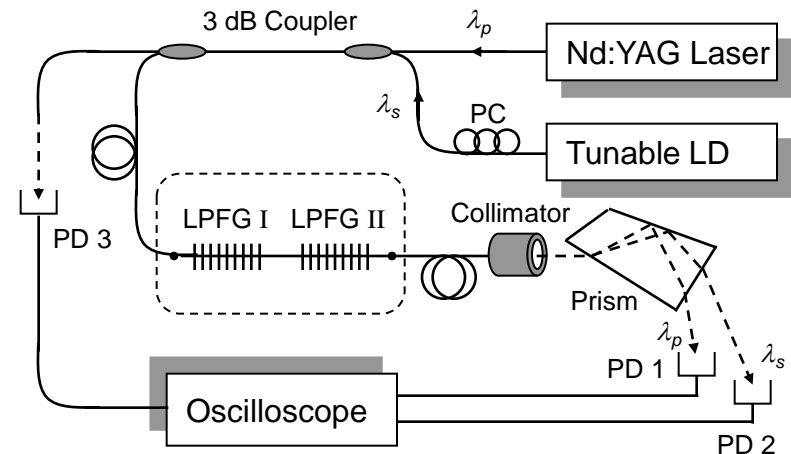 3 dB Coupler
λp
Nd:YAG Laser
λs
PC
Tunable LD
LPFG I
LPFG II
Collimator
PD 3
Prism
λp
λs
PD 1
Oscilloscope
PD 2